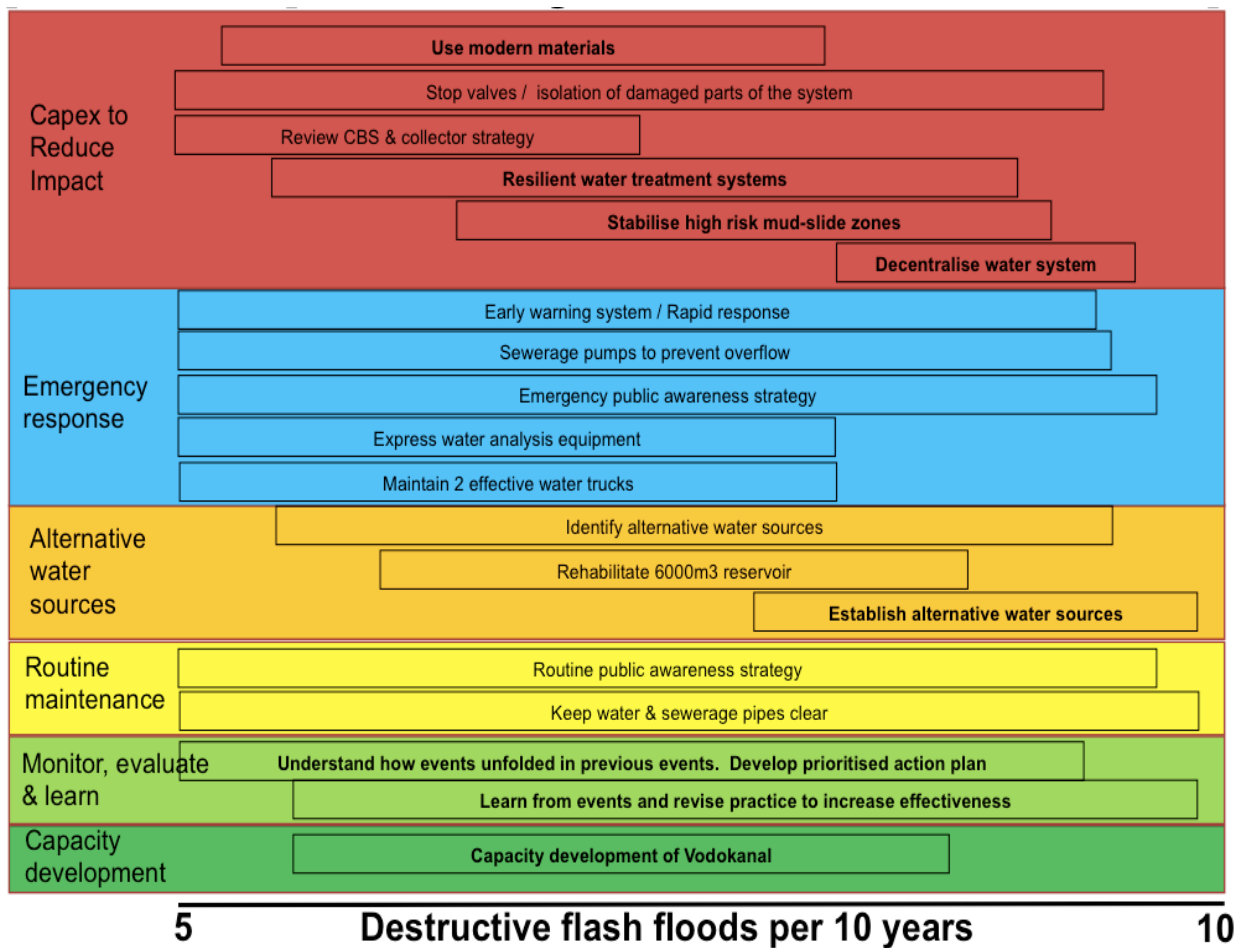 Use modern materials
Stop valves / isolation of damaged parts of the system
Capex to
Reduce
Impact
Review CBS & collector strategy
Resilient water treatment systems
Stabilise high risk mud-slide zones
Decentralise water system
Early warning system / Rapid response
Sewerage pumps to prevent overflow
Emergency
response
Emergency public awareness strategy
Express water analysis equipment
Maintain 2 effective water trucks
Identify alternative water sources
Alternative
water
sources
Rehabilitate 6000m3 reservoir
Establish alternative water sources
Routine
maintenance
Routine public awareness strategy
Keep water & sewerage pipes clear
Monitor, evaluate
& learn
Understand how events unfolded in previous events. Develop prioritised action plan
Learn from events and revise practice to increase effectiveness
Capacity
development
Capacity development of Vodokanal
5 Destructive flash floods per 10 years 10